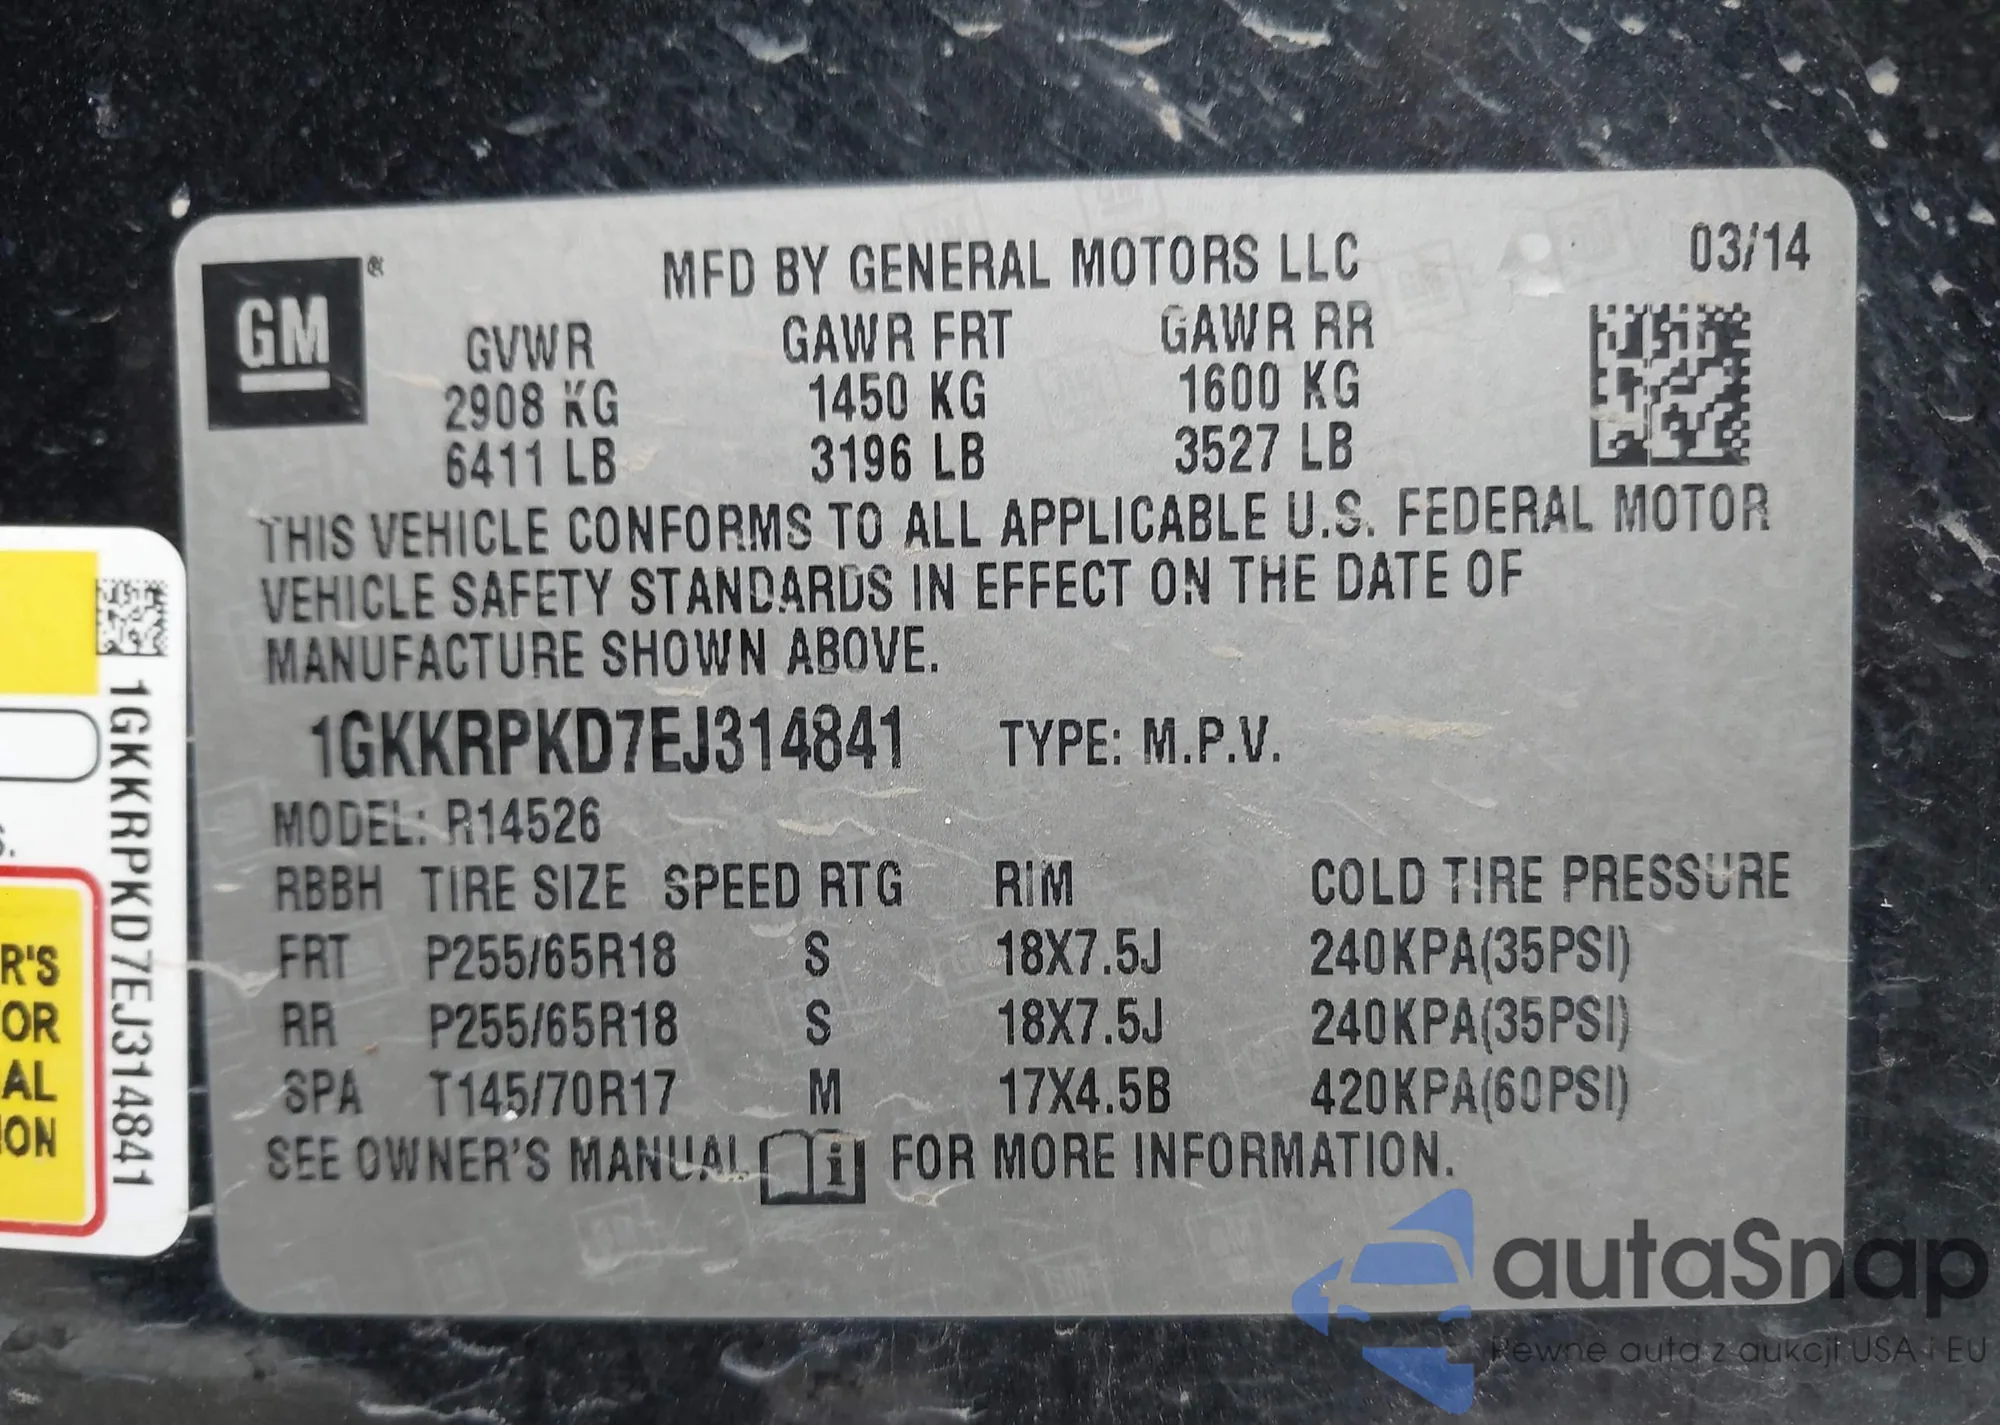 GM ®
MFD BY GENERAL MOTORS LLC
03/14
GVWR GAWR FRT GAWR RR
2908 KG 1450 KG 1600 KG
6411 LB 3196 LB 3527 LB
THIS VEHICLE CONFORMS TO ALL APPLICABLE U.S. FEDERAL MOTOR
VEHICLE SAFETY STANDARDS IN EFFECT ON THE DATE OF
MANUFACTURE SHOWN ABOVE.
1GKKRPKD7EJ314841 TYPE: M.P.V.
MODEL: R14526
RBBH TIRE SIZE SPEED RTG RIM COLD TIRE PRESSURE
FRT P255/65R18 S 18X7.5J 240KPA(35PSI)
RR P255/65R18 S 18X7.5J 240KPA(35PSI)
SPA T145/70R17 M 17X4.5B 420KPA(60PSI)
SEE OWNER'S MANUAL i FOR MORE INFORMATION.
1GKKRPKD7EJ314841
R'S
OR
AL
ION
autaSnap
Pewne auta z aukcji USA i EU